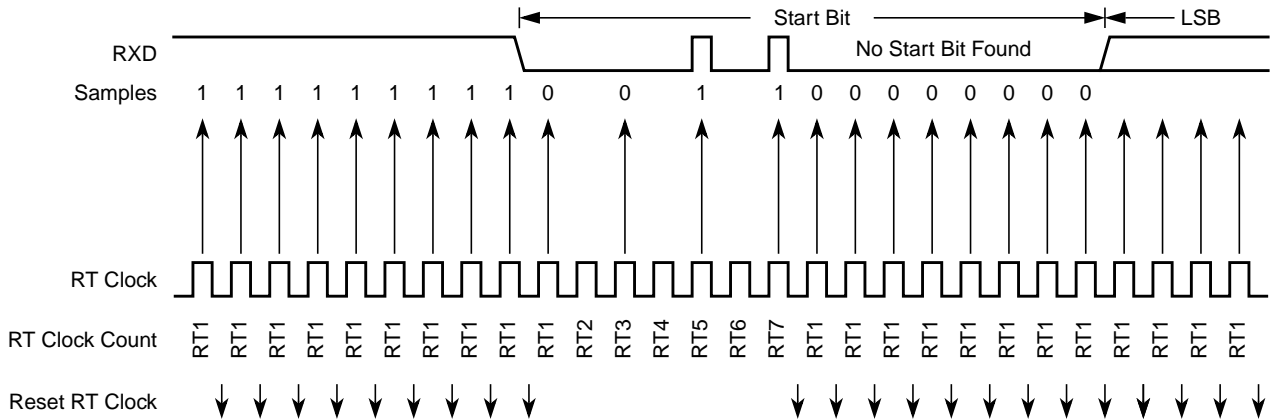 Start Bit LSB
RXD No Start Bit Found
Samples 1 1 1 1 1 1 1 1 1 0 0 1 1 0 0 0 0 0 0 0 0
RT Clock
RT Clock Count RT1 RT1 RT1 RT1 RT1 RT1 RT1 RT1 RT1 RT1 RT2 RT3 RT4 RT5 RT6 RT7 RT1 RT1 RT1 RT1 RT1 RT1 RT1 RT1 RT1 RT1 RT1 RT1
Reset RT Clock